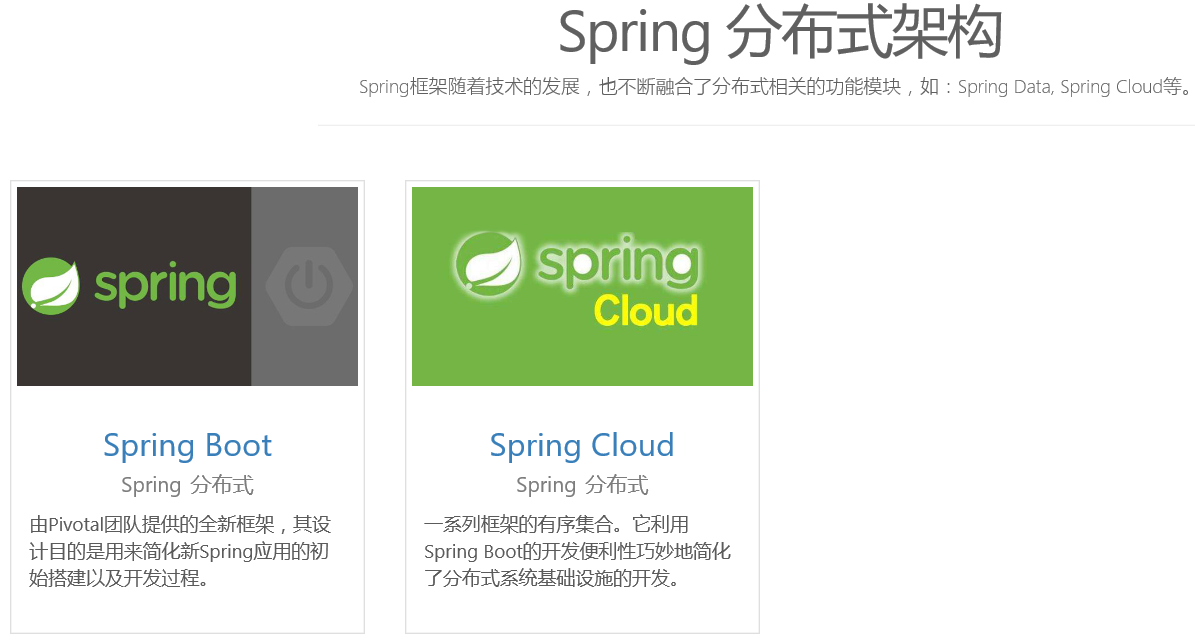 Spring 分布式架构
Spring框架随着技术的发展，也不断融合了分布式相关的功能模块，如：Spring Data, Spring Cloud等。
spring
spring
Cloud
Spring Boot
Spring 分布式
由Pivotal团队提供的全新框架，其设
计目的是用来简化新Spring应用的初
始搭建以及开发过程。
Spring Cloud
Spring 分布式
一系列框架的有序集合。它利用
Spring Boot的开发便利性巧妙地简化
了分布式系统基础设施的开发。